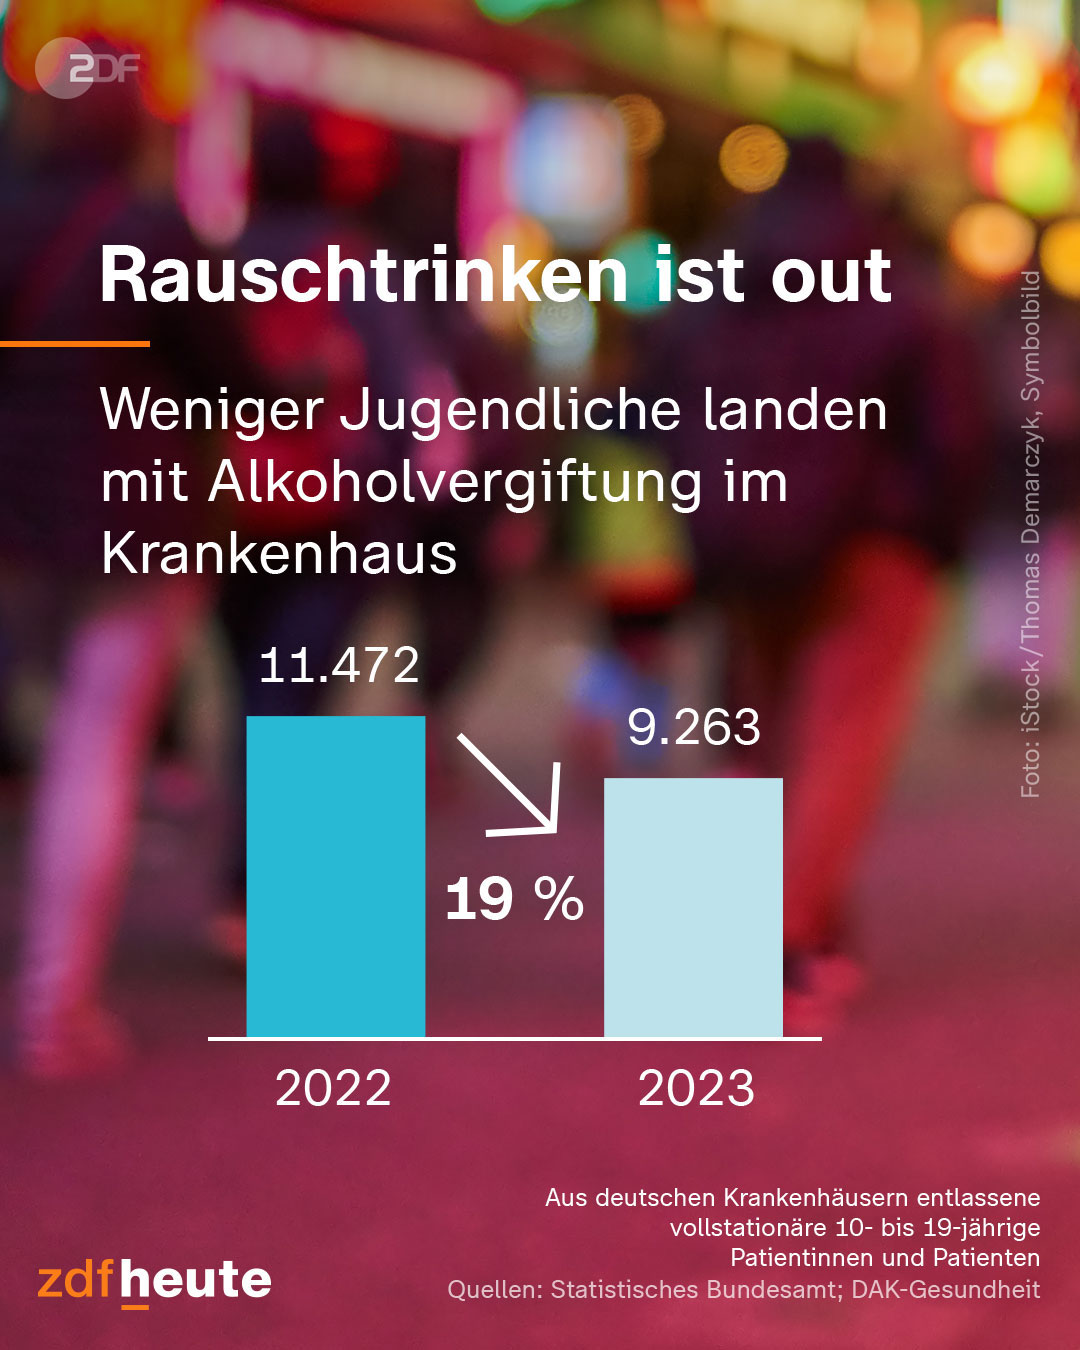 ZDF
Rauschtrinken ist out
Weniger Jugendliche landen
mit Alkoholvergiftung im
Krankenhaus
11.472
9.263
19 %
2022
2023
Foto: iStock/Thomas Demarczyk, Symbolbild
Aus deutschen Krankenhäusern entlassene
vollstationäre 10- bis 19-jährige
Patientinnen und Patienten
Quellen: Statistisches Bundesamt; DAK-Gesundheit
zdfheute